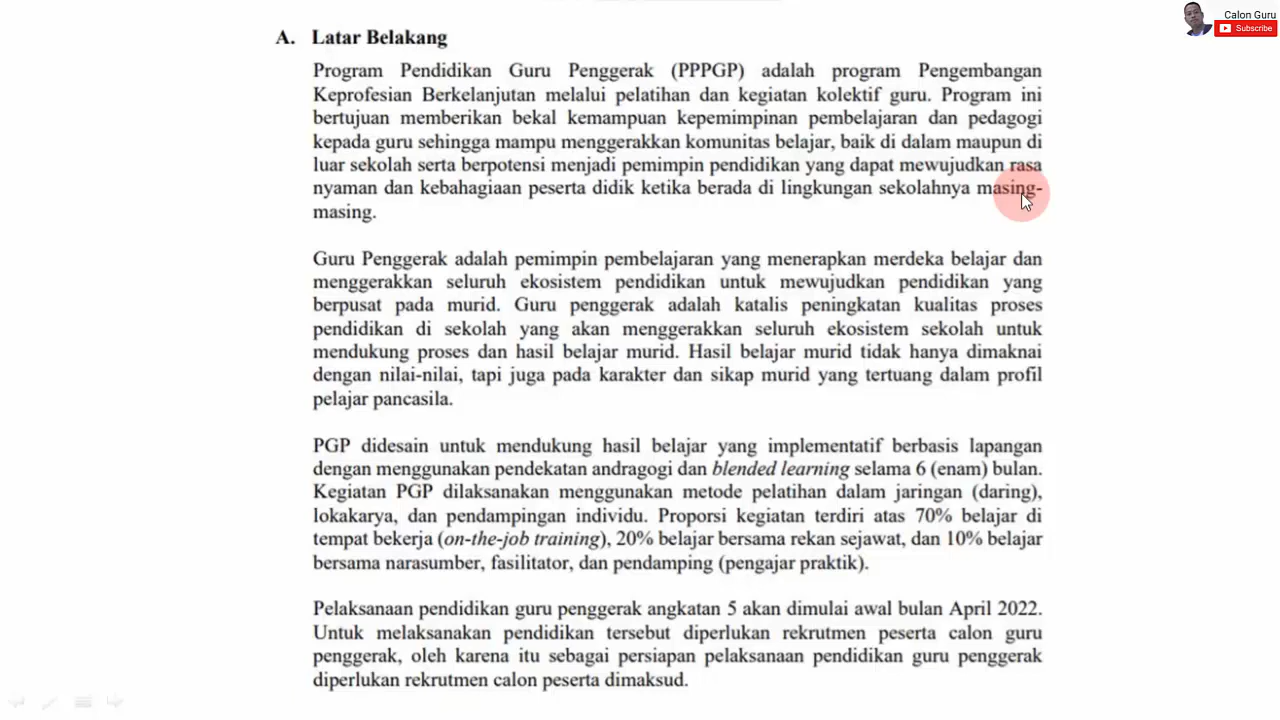 Calon Guru
Subscribe
A. Latar Belakang
Program Pendidikan Guru Penggerak (PPPGP) adalah program Pengembangan
Keprofesian Berkelanjutan melalui pelatihan dan kegiatan kolektif guru. Program ini
bertujuan memberikan bekal kemampuan kepemimpinan pembelajaran dan pedagogi
kepada guru sehingga mampu menggerakkan komunitas belajar, baik di dalam maupun di
luar sekolah serta berpotensi menjadi pemimpin pendidikan yang dapat mewujudkan rasa
nyaman dan kebahagiaan peserta didik ketika berada di lingkungan sekolahnya masing-
masing.
Guru Penggerak adalah pemimpin pembelajaran yang menerapkan merdeka belajar dan
menggerakkan seluruh ekosistem pendidikan untuk mewujudkan pendidikan yang
berpusat pada murid. Guru penggerak adalah katalis peningkatan kualitas proses
pendidikan di sekolah yang akan menggerakkan seluruh ekosistem sekolah untuk
mendukung proses dan hasil belajar murid. Hasil belajar murid tidak hanya dimaknai
dengan nilai-nilai, tapi juga pada karakter dan sikap murid yang tertuang dalam profil
pelajar pancasila.
PGP didesain untuk mendukung hasil belajar yang implementatif berbasis lapangan
dengan menggunakan pendekatan andragogi dan blended learning selama 6 (enam) bulan.
Kegiatan PGP dilaksanakan menggunakan metode pelatihan dalam jaringan (daring),
lokakarya, dan pendampingan individu. Proporsi kegiatan terdiri atas 70% belajar di
tempat bekerja (on-the-job training), 20% belajar bersama rekan sejawat, dan 10% belajar
bersama narasumber, fasilitator, dan pendamping (pengajar praktik).
Pelaksanaan pendidikan guru penggerak angkatan 5 akan dimulai awal bulan April 2022.
Untuk melaksanakan pendidikan tersebut diperlukan rekrutmen peserta calon guru
penggerak, oleh karena itu sebagai persiapan pelaksanaan pendidikan guru penggerak
diperlukan rekrutmen calon peserta dimaksud.